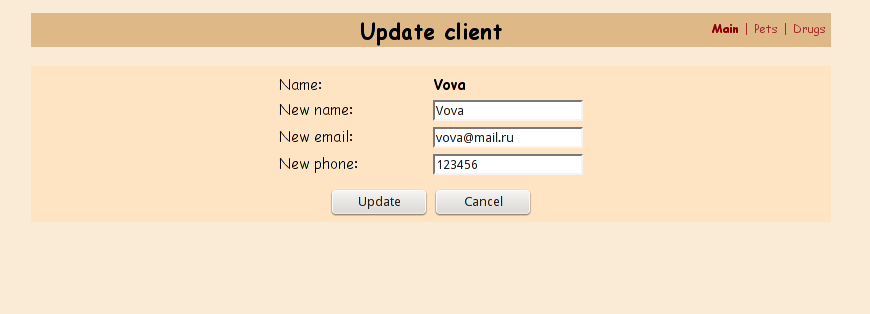 Update client
Main | Pets | Drugs
Name: Vova
New name: Vova
New email: vova@mail.ru
New phone: 123456
Update Cancel